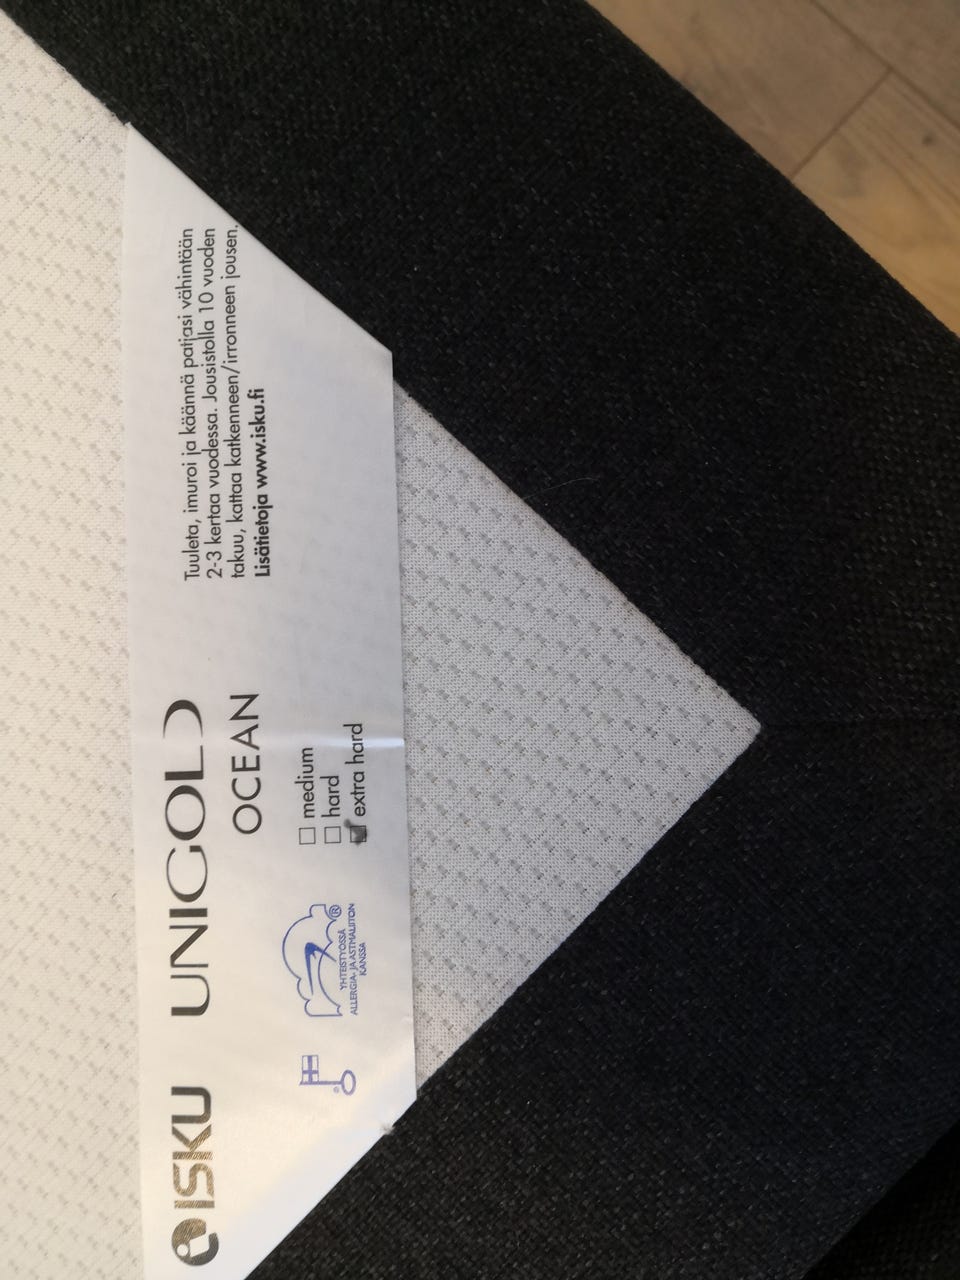 ISKU UNIGOLD
OCEAN
medium
hard
extra hard
YHTEISTYÖSSÄ
ALLERGIA- JA ASTMALIITON
KANSSA
®
Tuuleta, imuroi ja käännä patjasi vähintään
2-3 kertaa vuodessa. Jousistolla 10 vuoden
takuu, kattaa katkenneen/irronneen jousen.
Lisätietoja www.isku.fi